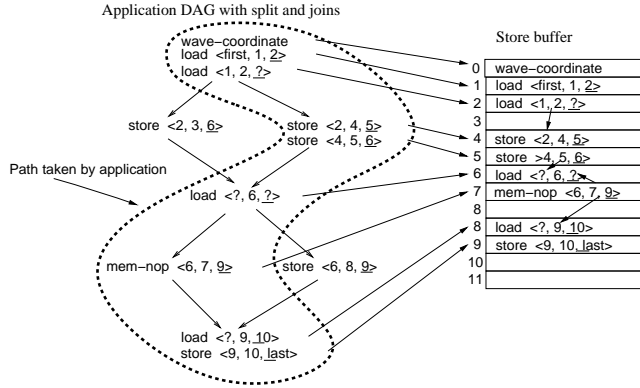 Application DAG with split and joins
wave-coordinate
load <first, 1, 2>
load <1, 2, ?>
store <2, 3, 6>
store <2, 4, 5>
store <4, 5, 6>
Path taken by application
load <?, 6, ?>
mem-nop <6, 7, 9>
store <6, 8, 9>
load <?, 9, 10>
store <9, 10, last>
Store buffer
0 wave-coordinate
1 load <first, 1, 2>
2 load <1, 2, ?>
3
4 store <2, 4, 5>
5 store >4, 5, 6>
6 load <?, 6, ?>
7 mem-nop <6, 7, 9>
8
8 load <?, 9, 10>
9 store <9, 10, last>
10
11